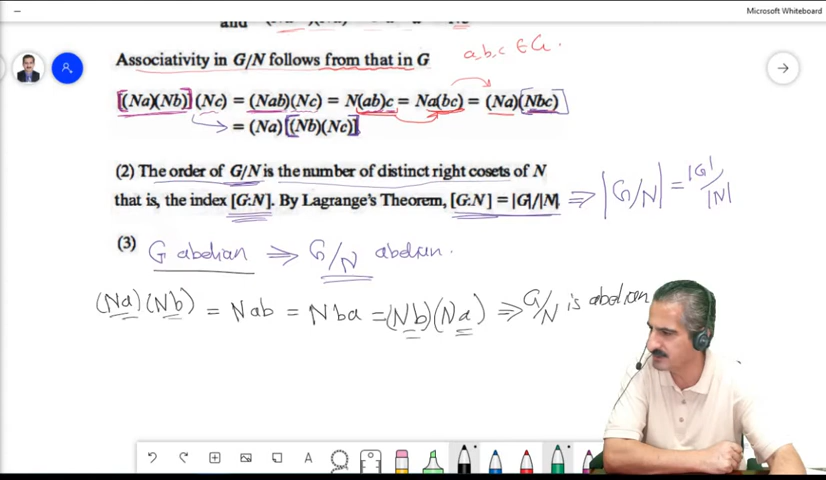 Microsoft Whiteboard
and
Associativity in G/N follows from that in G a,b,c ∈ G.
[(Na)(Nb)](Nc) = (Nab)(Nc) = N(ab)c = Na(bc) = (Na)(Nbc)
= (Na)[(Nb)(Nc)]
(2) The order of G/N is the number of distinct right cosets of N
that is, the index [G:N]. By Lagrange's Theorem, [G:N] = |G|/|N| ⇒ |G/N| = |G|/|N|
(3) G abelian ⇒ G/N abelian.
(Na)(Nb) = Nab = Nba = (Nb)(Na) ⇒ G/N is abelian
A